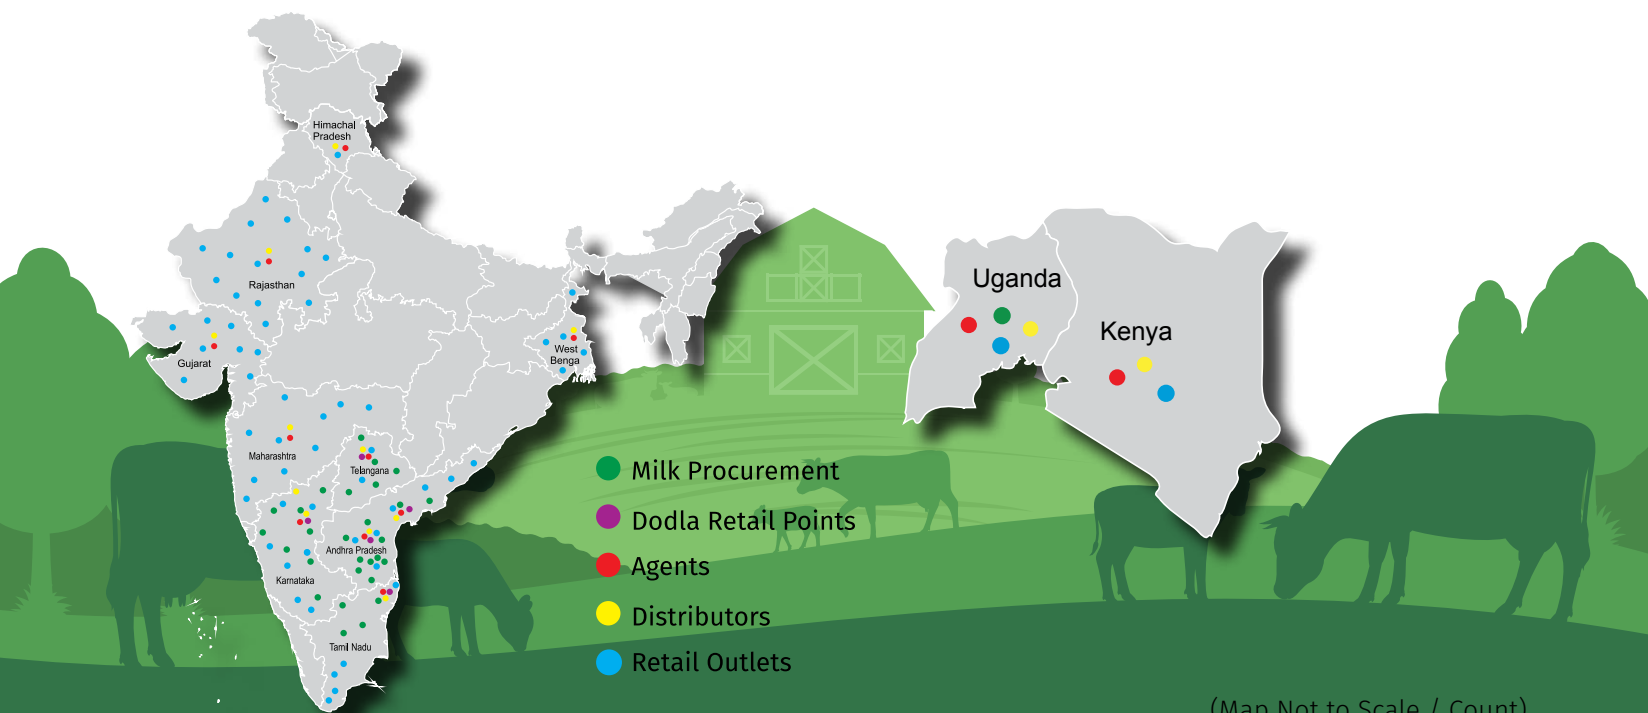 Himachal
Pradesh
Rajasthan
Gujarat
West
Benga
Maharashtra
Telangana
Andhra Pradesh
Karnataka
Tamil Nadu
Uganda
Kenya
Milk Procurement
Dodla Retail Points
Agents
Distributors
Retail Outlets
(Map Not to Scale / Count)